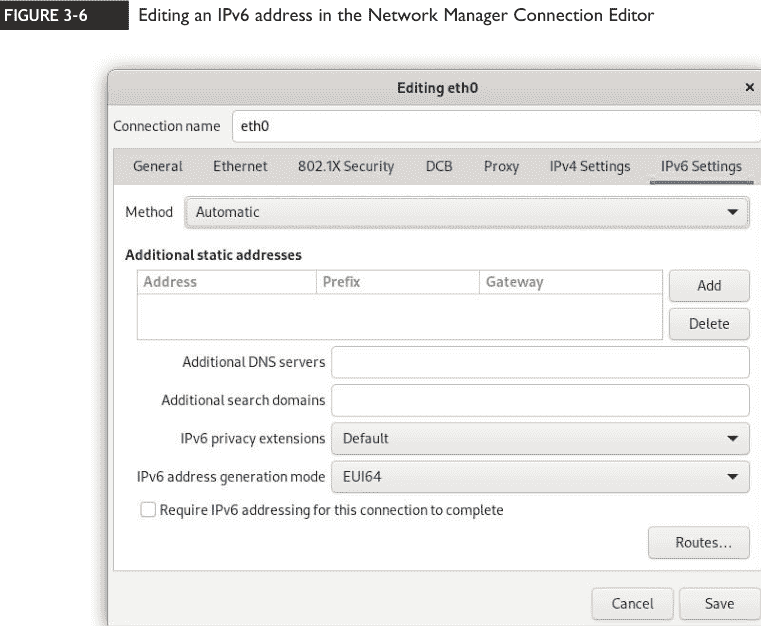 FIGURE 3-6 Editing an IPv6 address in the Network Manager Connection Editor
Editing eth0 ×
Connection name eth0
General Ethernet 802.1X Security DCB Proxy IPv4 Settings IPv6 Settings
Method Automatic
Additional static addresses
Address Prefix Gateway
Add
Delete
Additional DNS servers
Additional search domains
IPv6 privacy extensions Default
IPv6 address generation mode EUI64
Require IPv6 addressing for this connection to complete
Routes...
Cancel Save